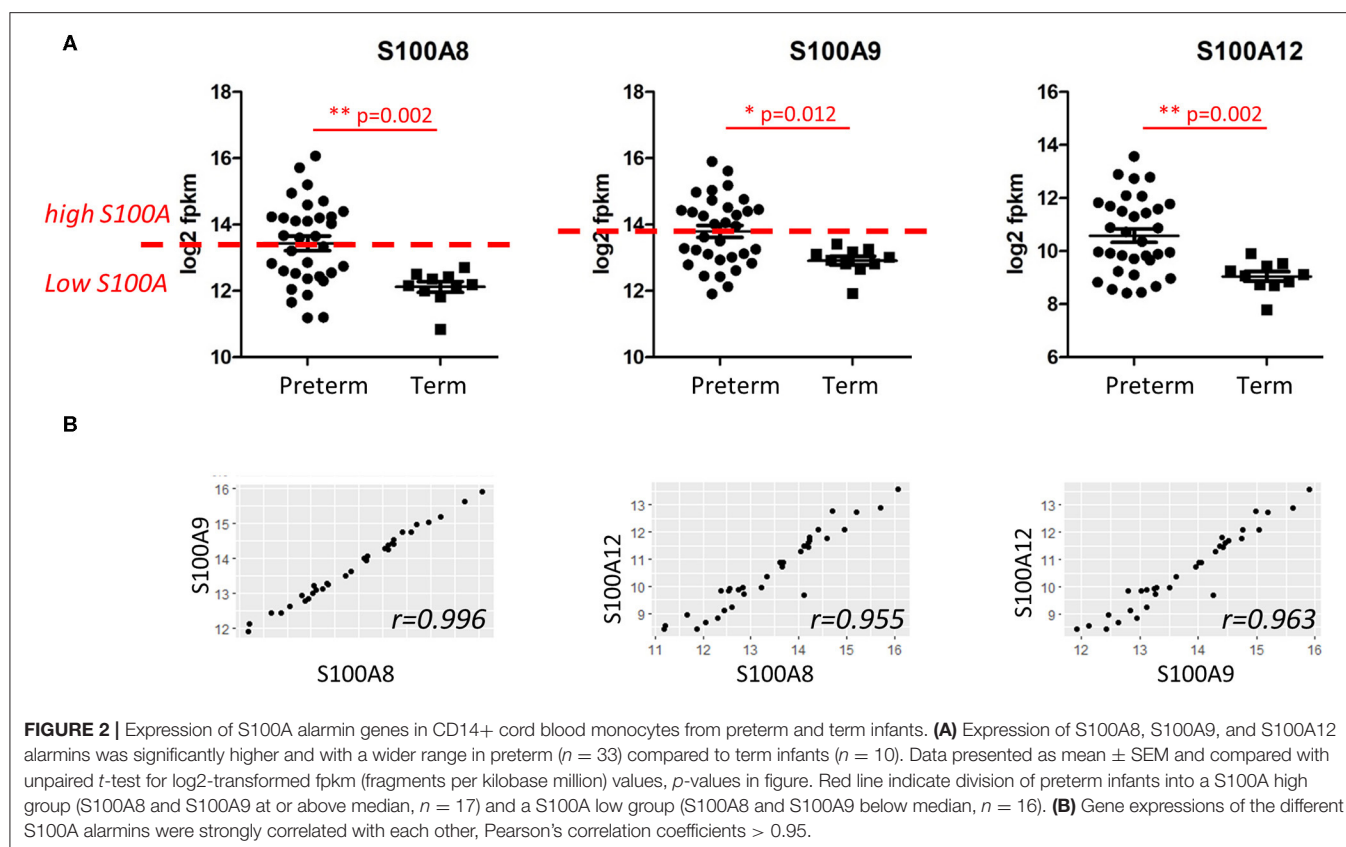 A
S100A8
S100A9
S100A12
18
16
14
12
10
log2 fpkm
** p=0.002
high S100A
Low S100A
Preterm
Term
18
16
14
12
10
log2 fpkm
* p=0.012
Preterm
Term
16
14
12
10
8
6
log2 fpkm
** p=0.002
Preterm
Term
B
16
15
14
13
12
S100A9
r=0.996
S100A8
13
12
11
10
9
S100A12
r=0.955
11 12 13 14 15 16
S100A8
13
12
11
10
9
S100A12
r=0.963
12 13 14 15 16
S100A9
FIGURE 2 | Expression of S100A alarmin genes in CD14+ cord blood monocytes from preterm and term infants. (A) Expression of S100A8, S100A9, and S100A12
alarmins was significantly higher and with a wider range in preterm (n = 33) compared to term infants (n = 10). Data presented as mean ± SEM and compared with
unpaired t-test for log2-transformed fpkm (fragments per kilobase million) values, p-values in figure. Red line indicate division of preterm infants into a S100A high
group (S100A8 and S100A9 at or above median, n = 17) and a S100A low group (S100A8 and S100A9 below median, n = 16). (B) Gene expressions of the different
S100A alarmins were strongly correlated with each other, Pearson's correlation coefficients > 0.95.